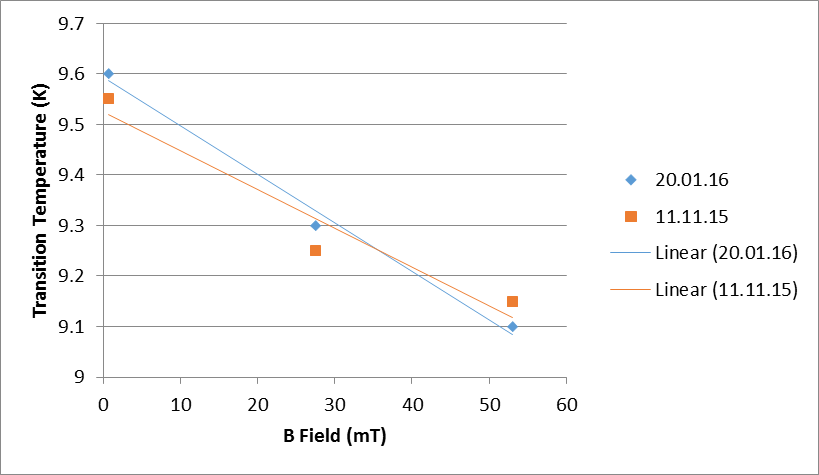 9.7
9.6
9.5
9.4
9.3
9.2
9.1
9
Transition Temperature (K)
0 10 20 30 40 50 60
B Field (mT)
20.01.16
11.11.15
Linear (20.01.16)
Linear (11.11.15)